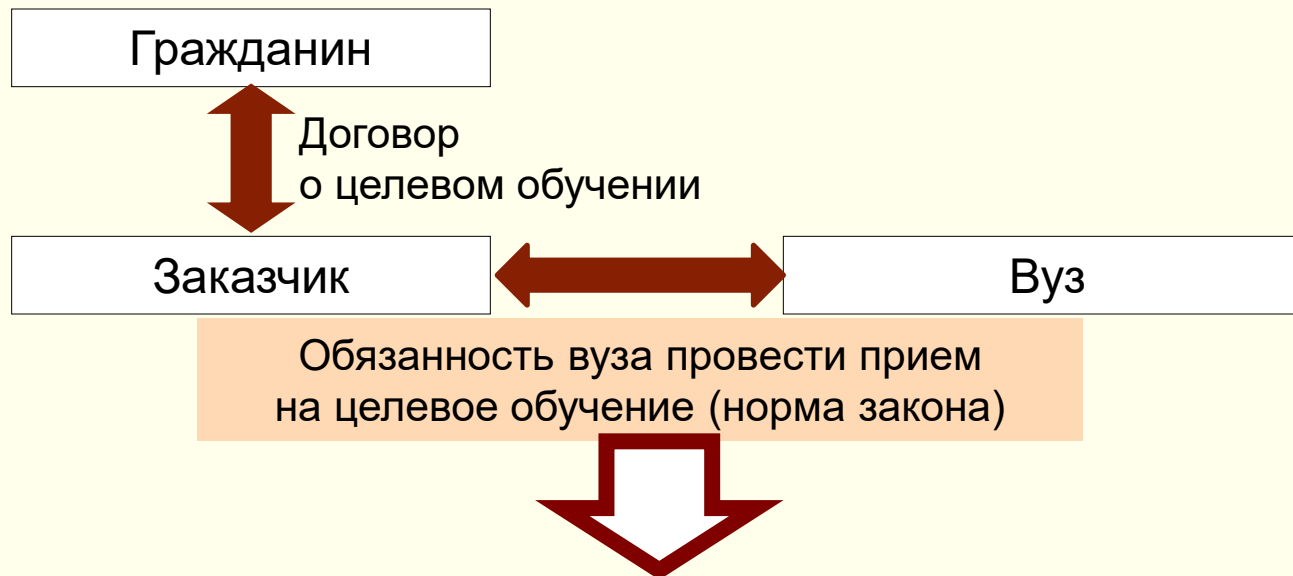 Гражданин
Договор
о целевом обучении
Заказчик
Вуз
Обязанность вуза провести прием
на целевое обучение (норма закона)